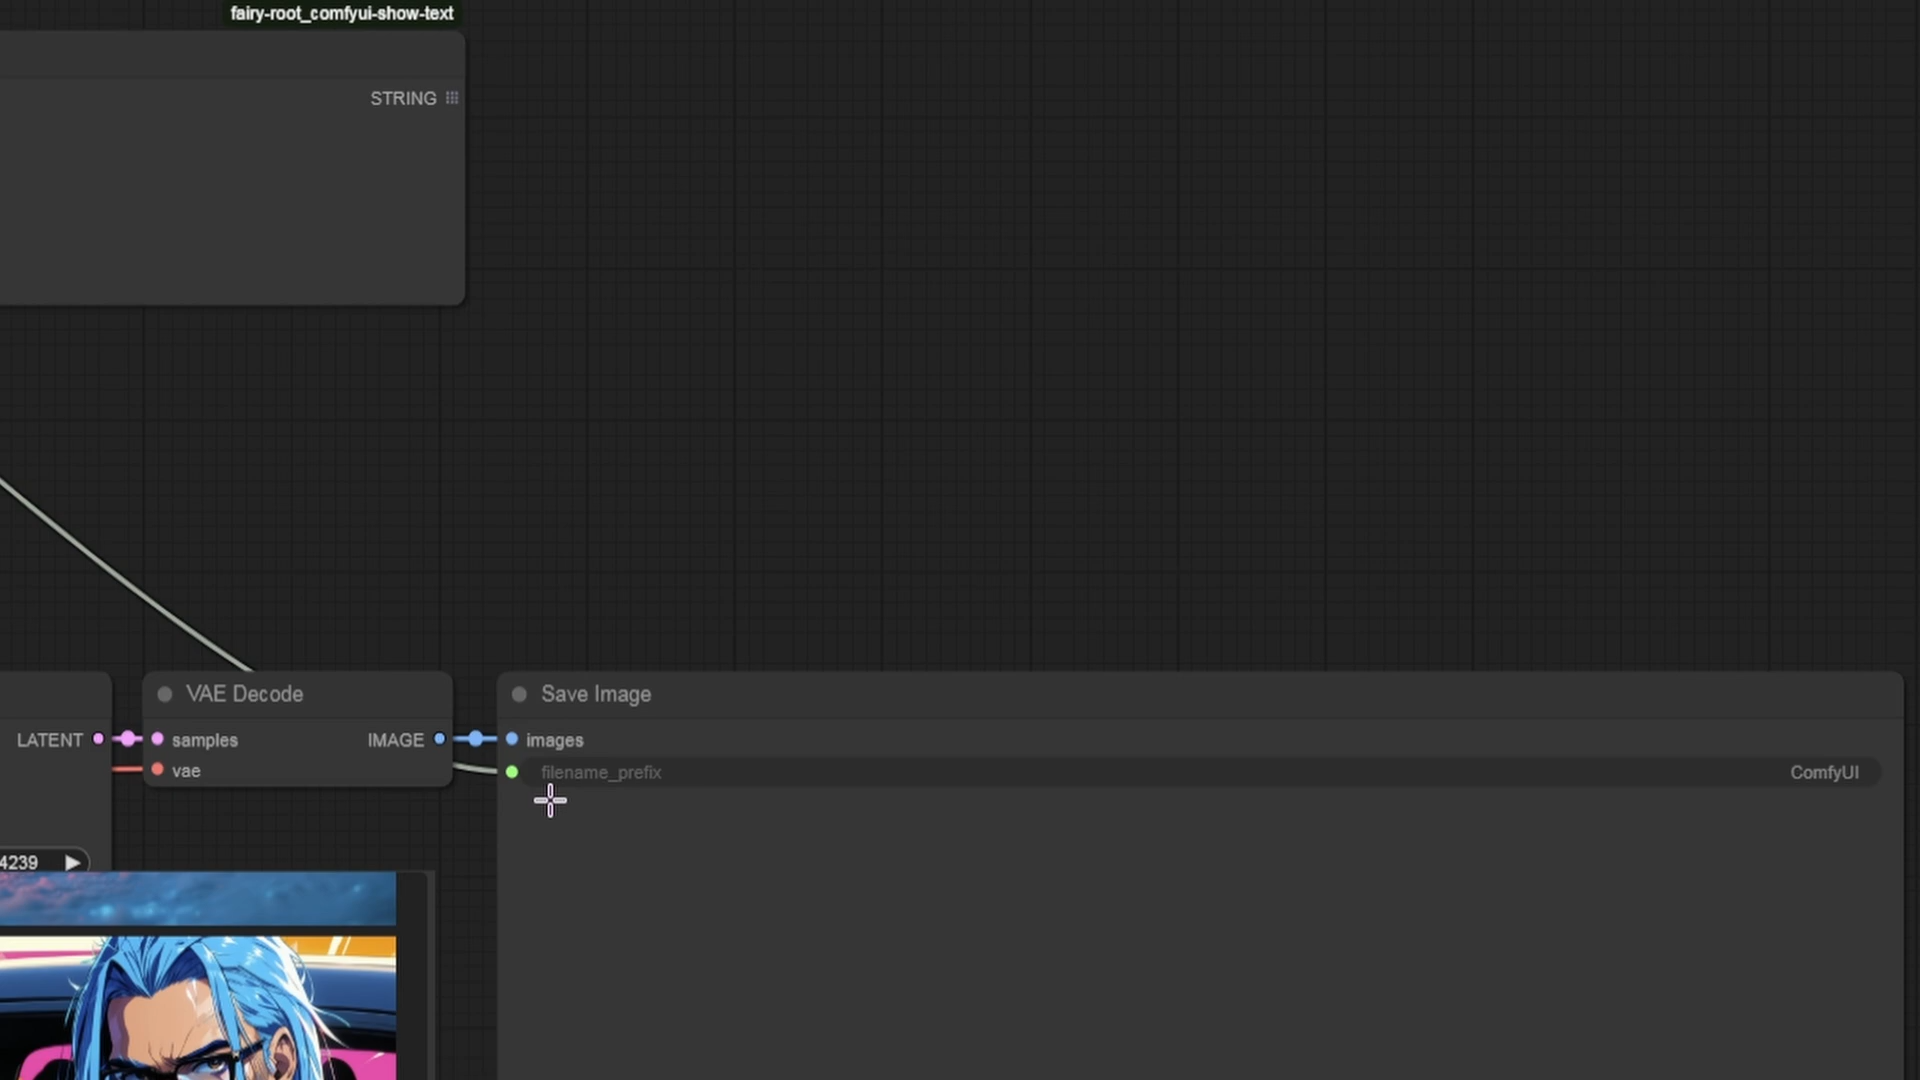 fairy-root_comfyui-show-text
STRING
VAE Decode
Save Image
LATENT
samples
IMAGE
images
vae
filename_prefix
ComfyUI
4239